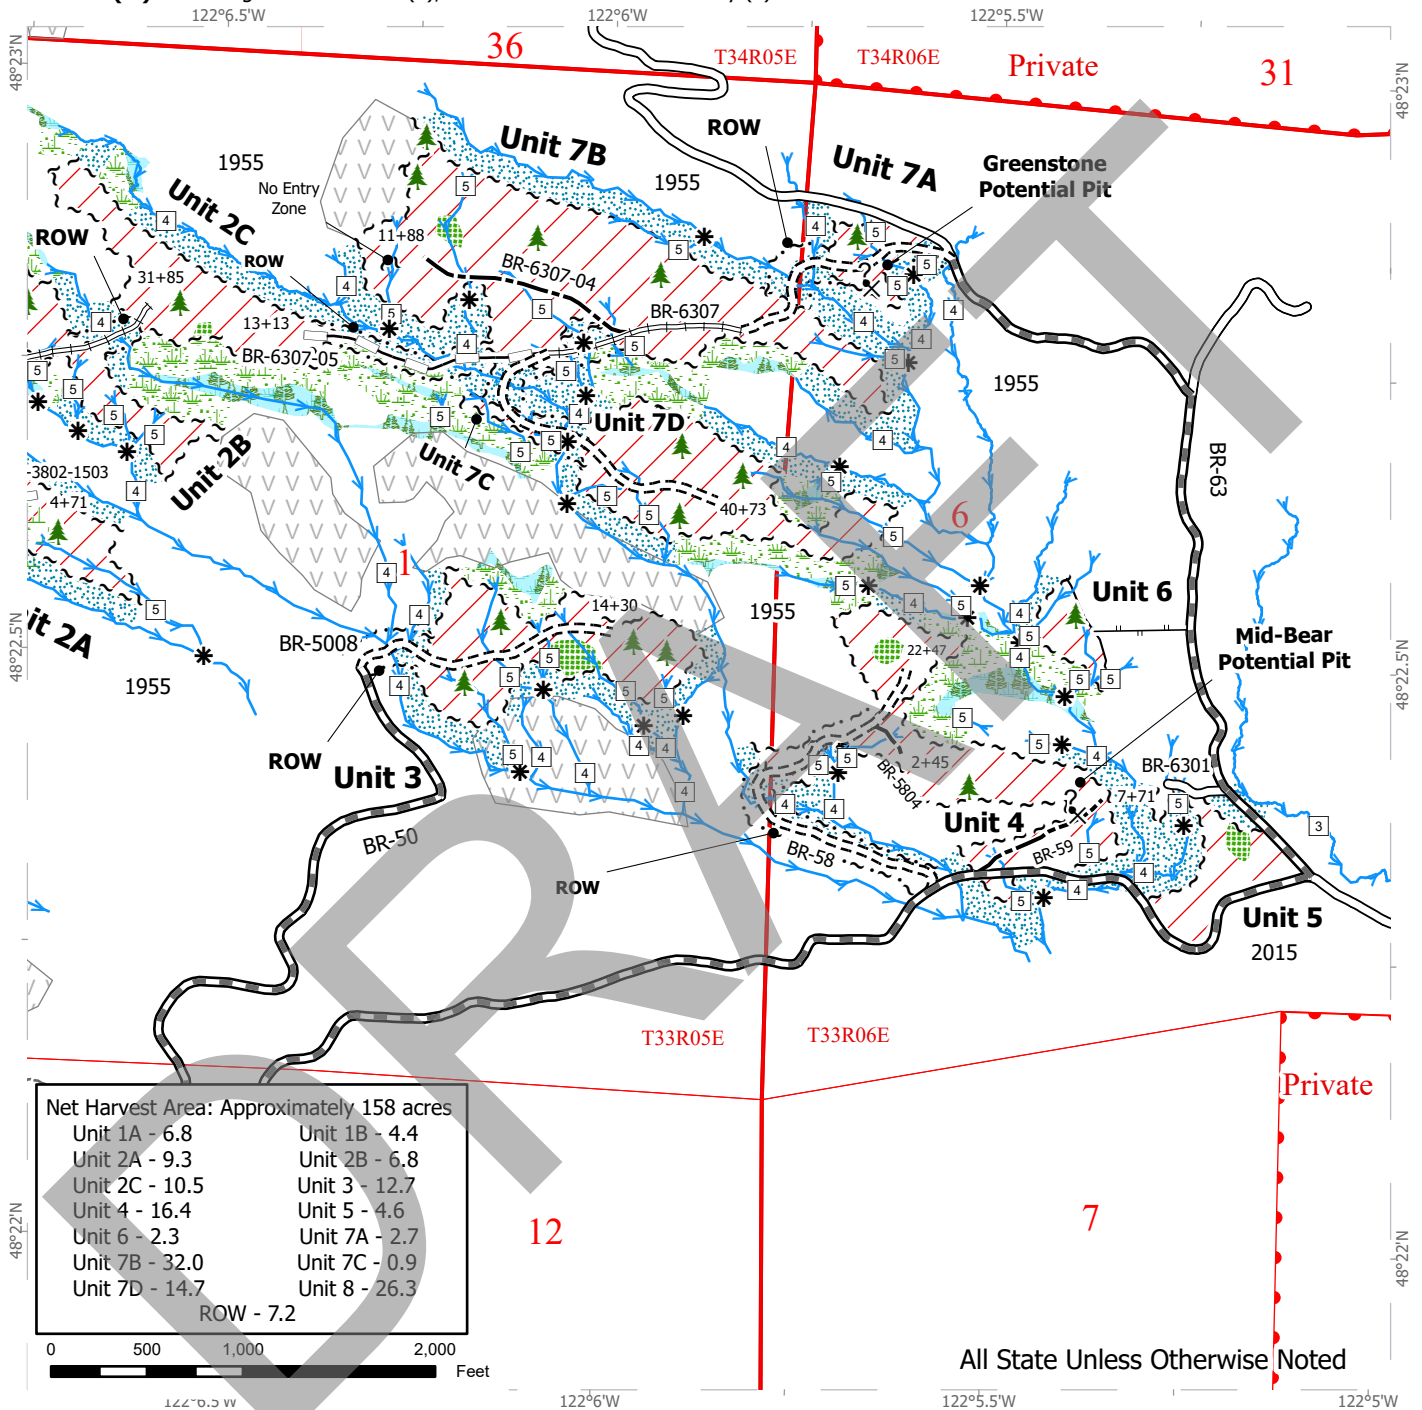 122°6.5'W
122°6'W
122°5.5'W
48°23'N
48°23'N
36
T34R05E
T34R06E
Private
31
ROW
Unit 7B
Unit 7A
Greenstone
Potential Pit
1955
No Entry
Zone
1955
Unit 2C
ROW
ROW
11+88
31+85
13+13
BR-6307-04
BR-6307
BR-6307-05
1955
Unit 7D
Unit 7C
Unit 2B
-3802-1503
4+71
40+73
6
BR-63
1
48°22.5'N
48°22.5'N
it 2A
1955
BR-5008
14+30
1955
22+47
Unit 6
Mid-Bear
Potential Pit
ROW
Unit 3
2+45
BR-5804
BR-6301
7+71
Unit 4
BR-59
BR-58
BR-50
ROW
3
Unit 5
2015
T33R05E
T33R06E
Private
Net Harvest Area: Approximately 158 acres
Unit 1A - 6.8 Unit 1B - 4.4
Unit 2A - 9.3 Unit 2B - 6.8
Unit 2C - 10.5 Unit 3 - 12.7
Unit 4 - 16.4 Unit 5 - 4.6
Unit 6 - 2.3 Unit 7A - 2.7
Unit 7B - 32.0 Unit 7C - 0.9
Unit 7D - 14.7 Unit 8 - 26.3
ROW - 7.2
12
7
48°22'N
48°22'N
0 500 1,000 2,000
Feet
All State Unless Otherwise Noted
122°6'W
122°5.5'W
122°5'W
DRAFT